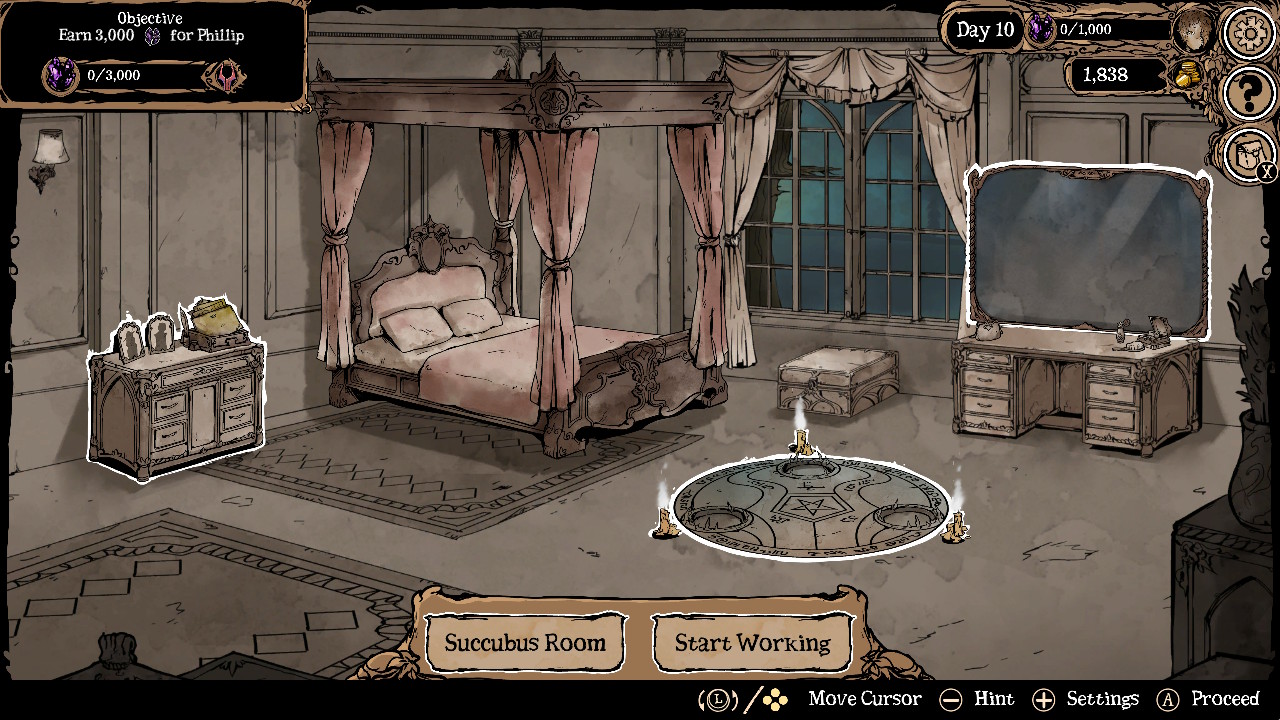 Objective
Earn 3,000 for Phillip
0/3,000
Day 10
0/1,000
1,838
?
X
Succubus Room
Start Working
(L) / Move Cursor
− Hint
+ Settings
A Proceed